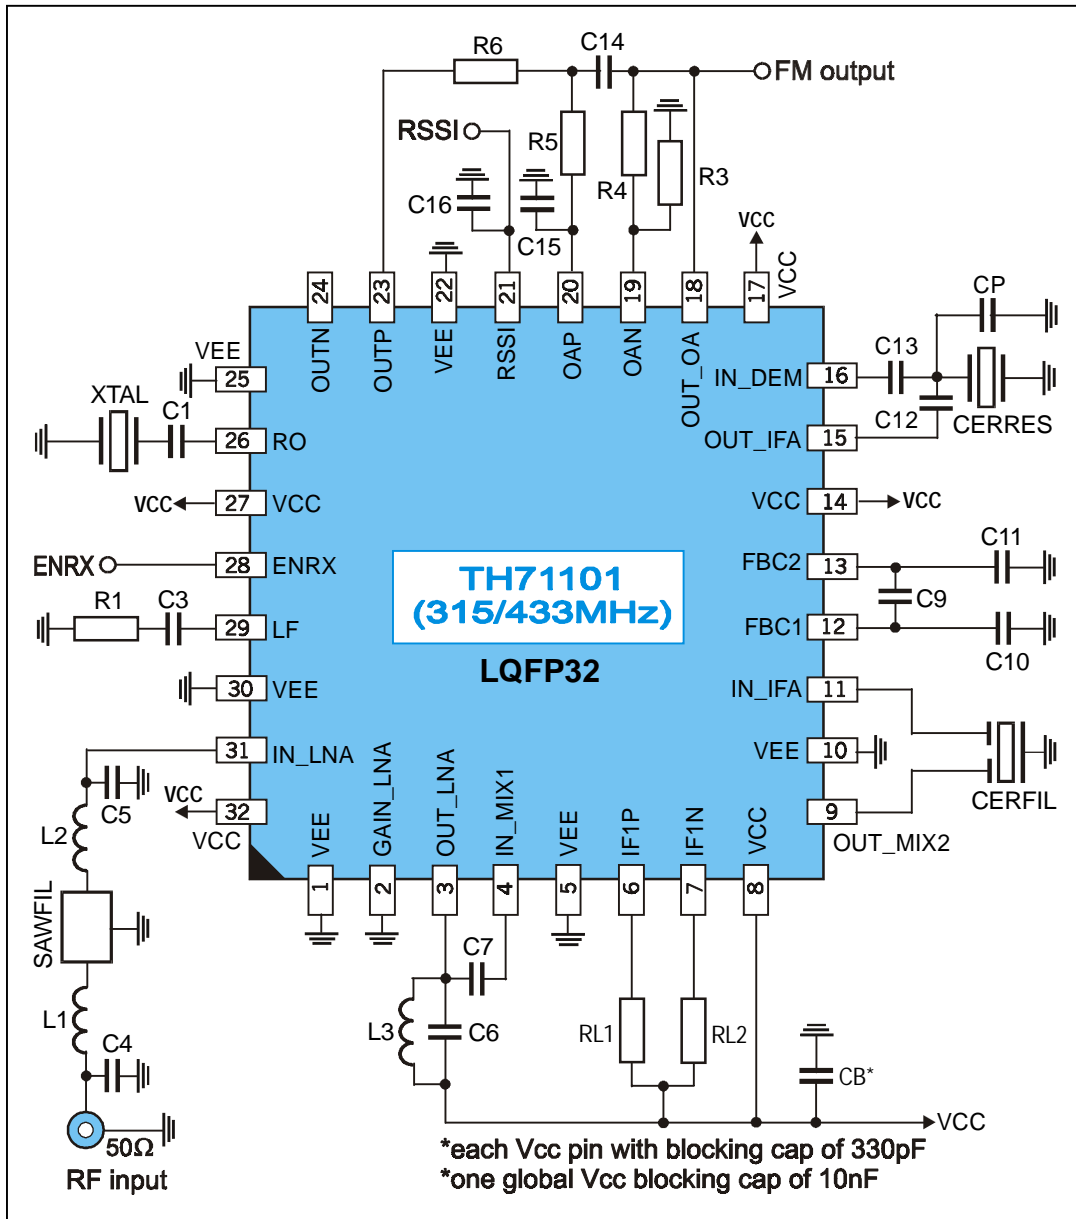 R6
C14
FM output
RSSI
R5
R4
R3
C16
C15
VCC
VCC
24
23
22
21
20
19
18
17
OUTN
OUTP
VEE
RSSI
OAP
OAN
OUT_OA
CP
VEE
25
IN_DEM
16
C13
XTAL
C1
26
RO
OUT_IFA
15
C12
CERRES
VCC
27
VCC
VCC
14
VCC
ENRX
28
ENRX
FBC2
13
C11
C9
R1
C3
29
LF
FBC1
12
C10
TH71101
(315/433MHz)
LQFP32
30
VEE
IN_IFA
11
31
IN_LNA
VEE
10
CERFIL
C5
VCC
32
VCC
9
OUT_MIX2
L2
VEE
GAIN_LNA
OUT_LNA
IN_MIX1
VEE
IF1P
IF1N
VCC
1
2
3
4
5
6
7
8
SAWFIL
C7
L1
L3
C6
RL1
RL2
C4
CB*
50Ω
VCC
RF input
*each Vcc pin with blocking cap of 330pF
*one global Vcc blocking cap of 10nF